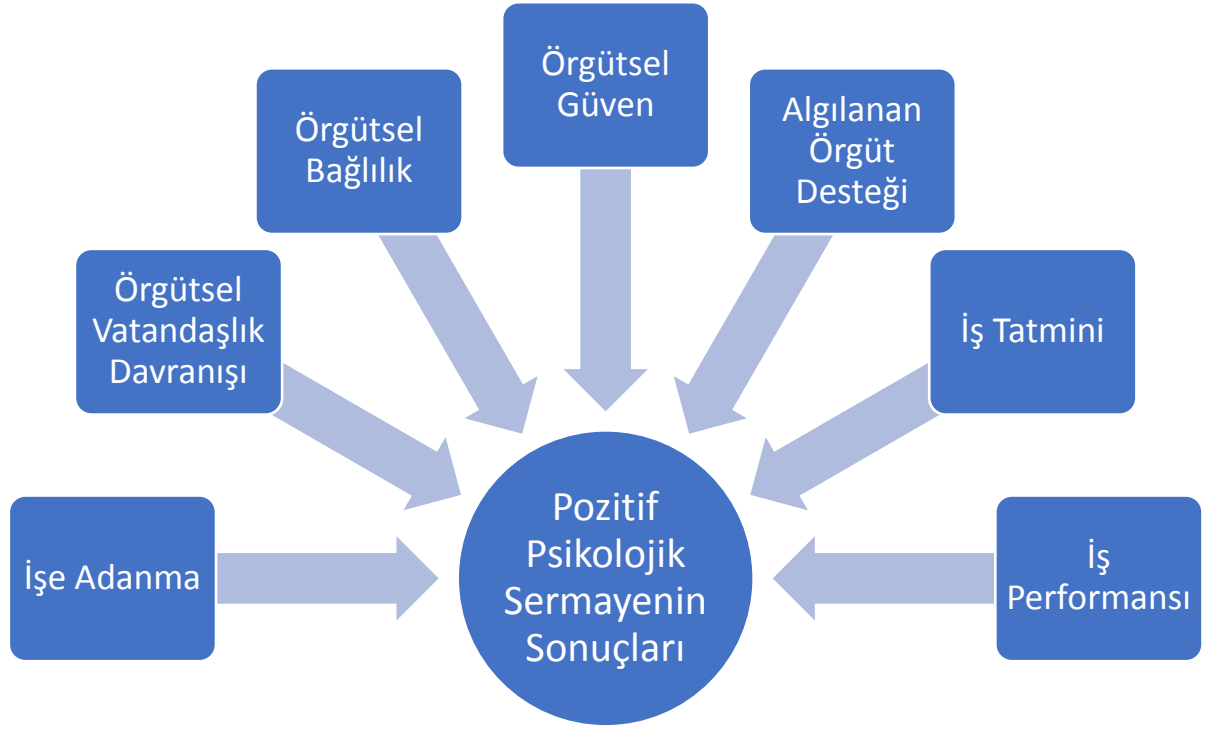 Örgütsel
Güven
Örgütsel
Bağlılık
Algılanan
Örgüt
Desteği
Örgütsel
Vatandaşlık
Davranışı
İş Tatmini
İşe Adanma
Pozitif
Psikolojik
Sermayenin
Sonuçları
İş
Performansı